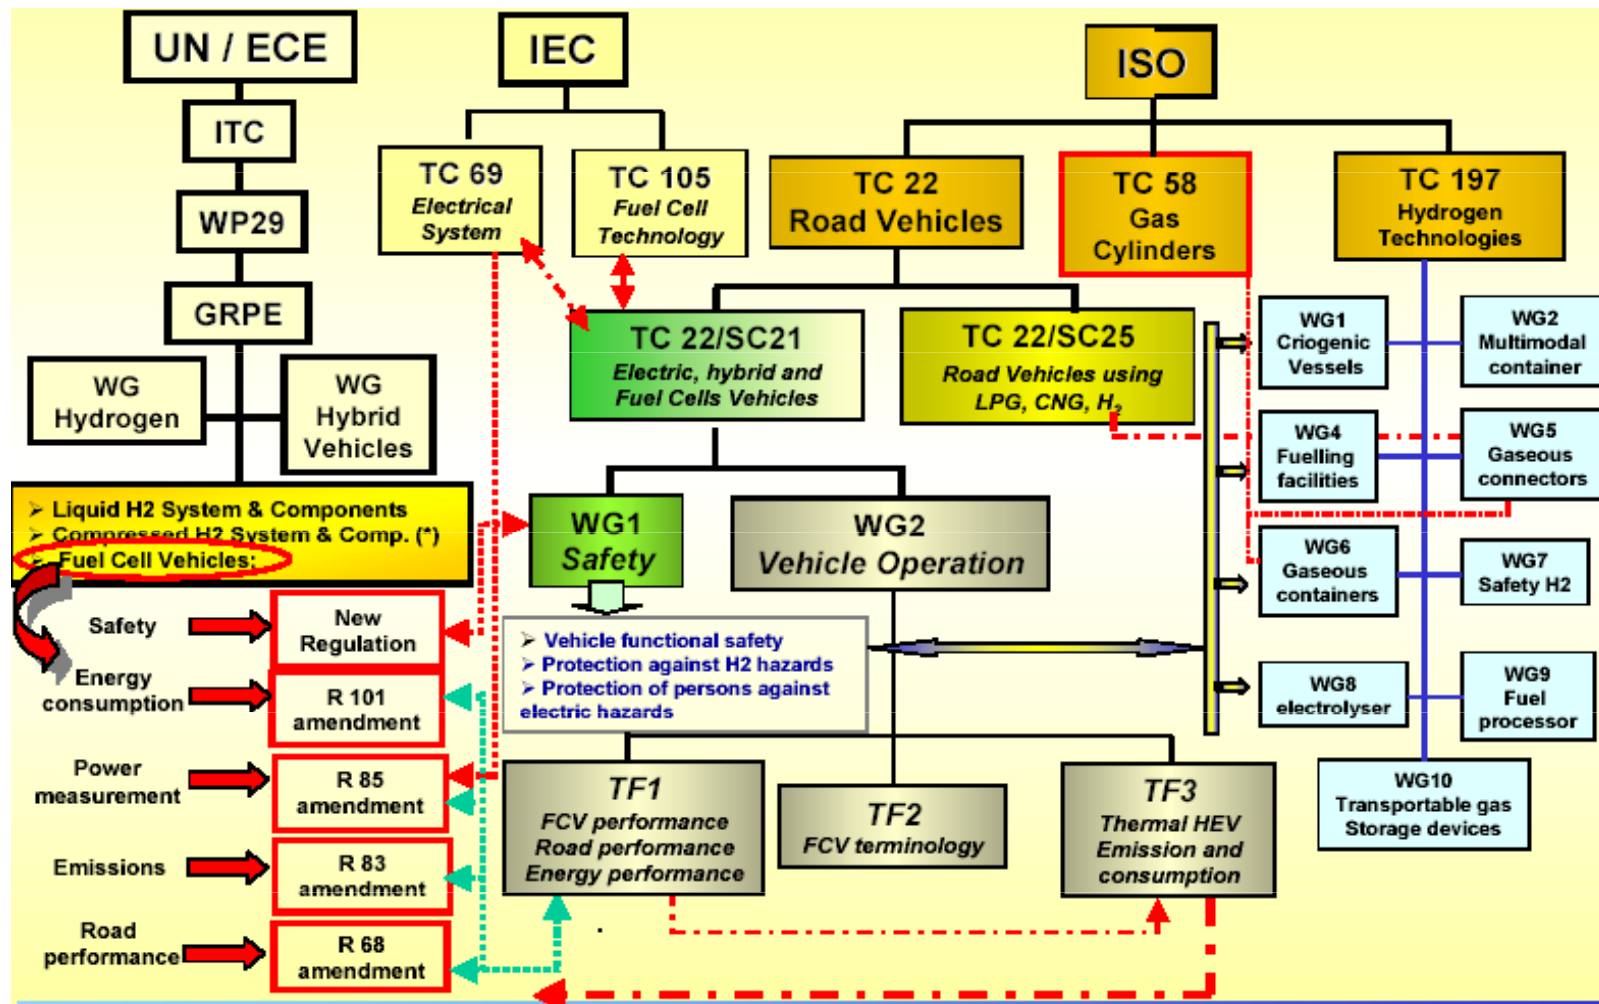 UN / ECE
ITC
WP29
GRPE
WG
Hydrogen
WG
Hybrid
Vehicles
➢ Liquid H2 System & Components
➢ Compressed H2 System & Comp. (*)
➢ Fuel Cell Vehicles:
Safety
New
Regulation
Energy
consumption
R 101
amendment
Power
measurement
R 85
amendment
Emissions
R 83
amendment
Road
performance
R 68
amendment
IEC
TC 69
Electrical
System
TC 105
Fuel Cell
Technology
ISO
TC 22
Road Vehicles
TC 58
Gas
Cylinders
TC 197
Hydrogen
Technologies
TC 22/SC21
Electric, hybrid and
Fuel Cells Vehicles
TC 22/SC25
Road Vehicles using
LPG, CNG, H2
WG1
Safety
WG2
Vehicle Operation
➢ Vehicle functional safety
➢ Protection against H2 hazards
➢ Protection of persons against
electric hazards
TF1
FCV performance
Road performance
Energy performance
TF2
FCV terminology
TF3
Thermal HEV
Emission and
consumption
WG1
Criogenic
Vessels
WG2
Multimodal
container
WG4
Fuelling
facilities
WG5
Gaseous
connectors
WG6
Gaseous
containers
WG7
Safety H2
WG8
electrolyser
WG9
Fuel
processor
WG10
Transportable gas
Storage devices